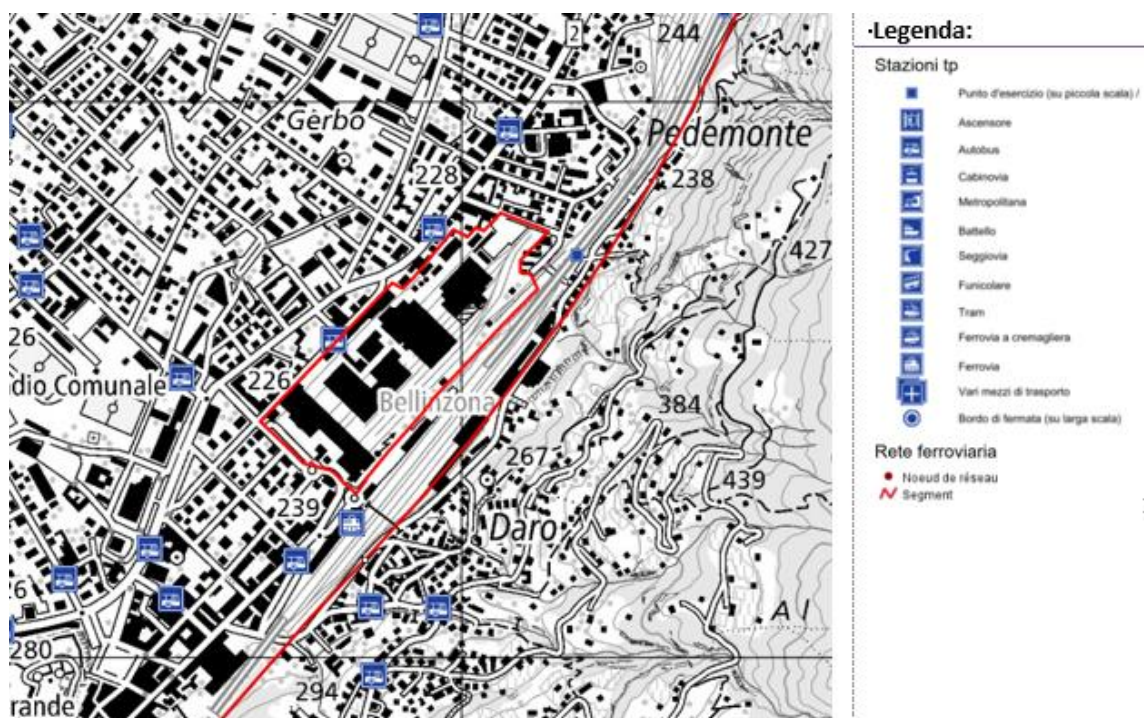 244
2
Gerbo
Pedemonte
228
238
427
26
dio Comunale
226
Bellinzona
384
267
439
239
Daro
6
A l
280
294
rande
·Legenda:
Stazioni tp
Punto d'esercizio (su piccola scala) /
Ascensore
Autobus
Cabinovia
Metropolitana
Battello
Seggiovia
Funicolare
Tram
Ferrovia a cremagliera
Ferrovia
Vari mezzi di trasporto
Bordo di fermata (su larga scala)
Rete ferroviaria
Noeud de réseau
Segment